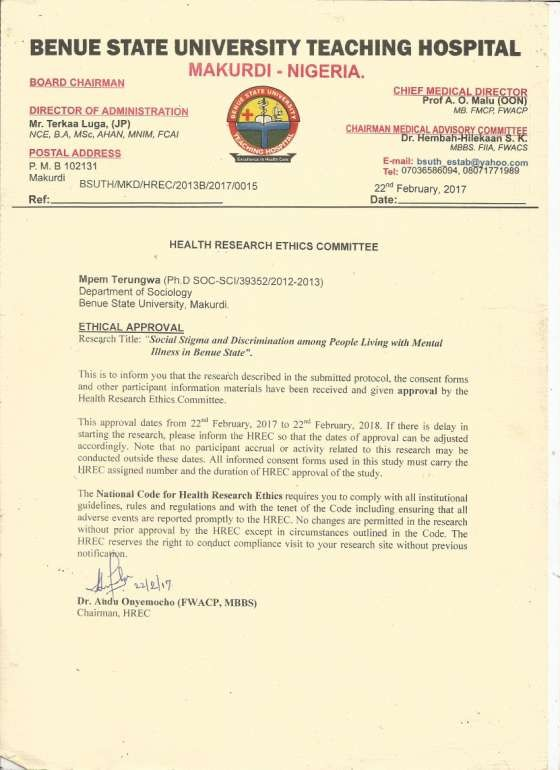 BENUE STATE UNIVERSITY TEACHING HOSPITAL
MAKURDI - NIGERIA.
BOARD CHAIRMAN
DIRECTOR OF ADMINISTRATION
Mr. Terkaa Luga, (JP)
NCE, B.A, MSc, AHAN, MNIM, FCAI
POSTAL ADDRESS
P. M. B 102131
Makurdi
BENUE STATE UNIVERSITY
TEACHING HOSPITAL
Excellence in Health Care
CHIEF MEDICAL DIRECTOR
Prof A. O. Malu (OON)
MB. FMCP, FWACP
CHAIRMAN MEDICAL ADVISORY COMMITTEE
Dr. Hembah-Hilekaan S. K.
MBBS. FIIA, FWACS
E-mail: bsuth_estab@yahoo.com
Tel: 07036586094, 08071771989
BSUTH/MKD/HREC/2013B/2017/0015
Ref:
22nd February, 2017
Date:
HEALTH RESEARCH ETHICS COMMITTEE
Mpem Terungwa (Ph.D SOC-SCI/39352/2012-2013)
Department of Sociology
Benue State University, Makurdi.
ETHICAL APPROVAL
Research Title: "Social Stigma and Discrimination among People Living with Mental
Illness in Benue State".
This is to inform you that the research described in the submitted protocol, the consent forms
and other participant information materials have been received and given approval by the
Health Research Ethics Committee.
This approval dates from 22nd February, 2017 to 22nd February, 2018. If there is delay in
starting the research, please inform the HREC so that the dates of approval can be adjusted
accordingly. Note that no participant accrual or activity related to this research may be
conducted outside these dates. All informed consent forms used in this study must carry the
HREC assigned number and the duration of HREC approval of the study.
The National Code for Health Research Ethics requires you to comply with all institutional
guidelines, rules and regulations and with the tenet of the Code including ensuring that all
adverse events are reported promptly to the HREC. No changes are permitted in the research
without prior approval by the HREC except in circumstances outlined in the Code. The
HREC reserves the right to conduct compliance visit to your research site without previous
notification.
22/2/17
Dr. Audu Onyemocho (FWACP, MBBS)
Chairman, HREC